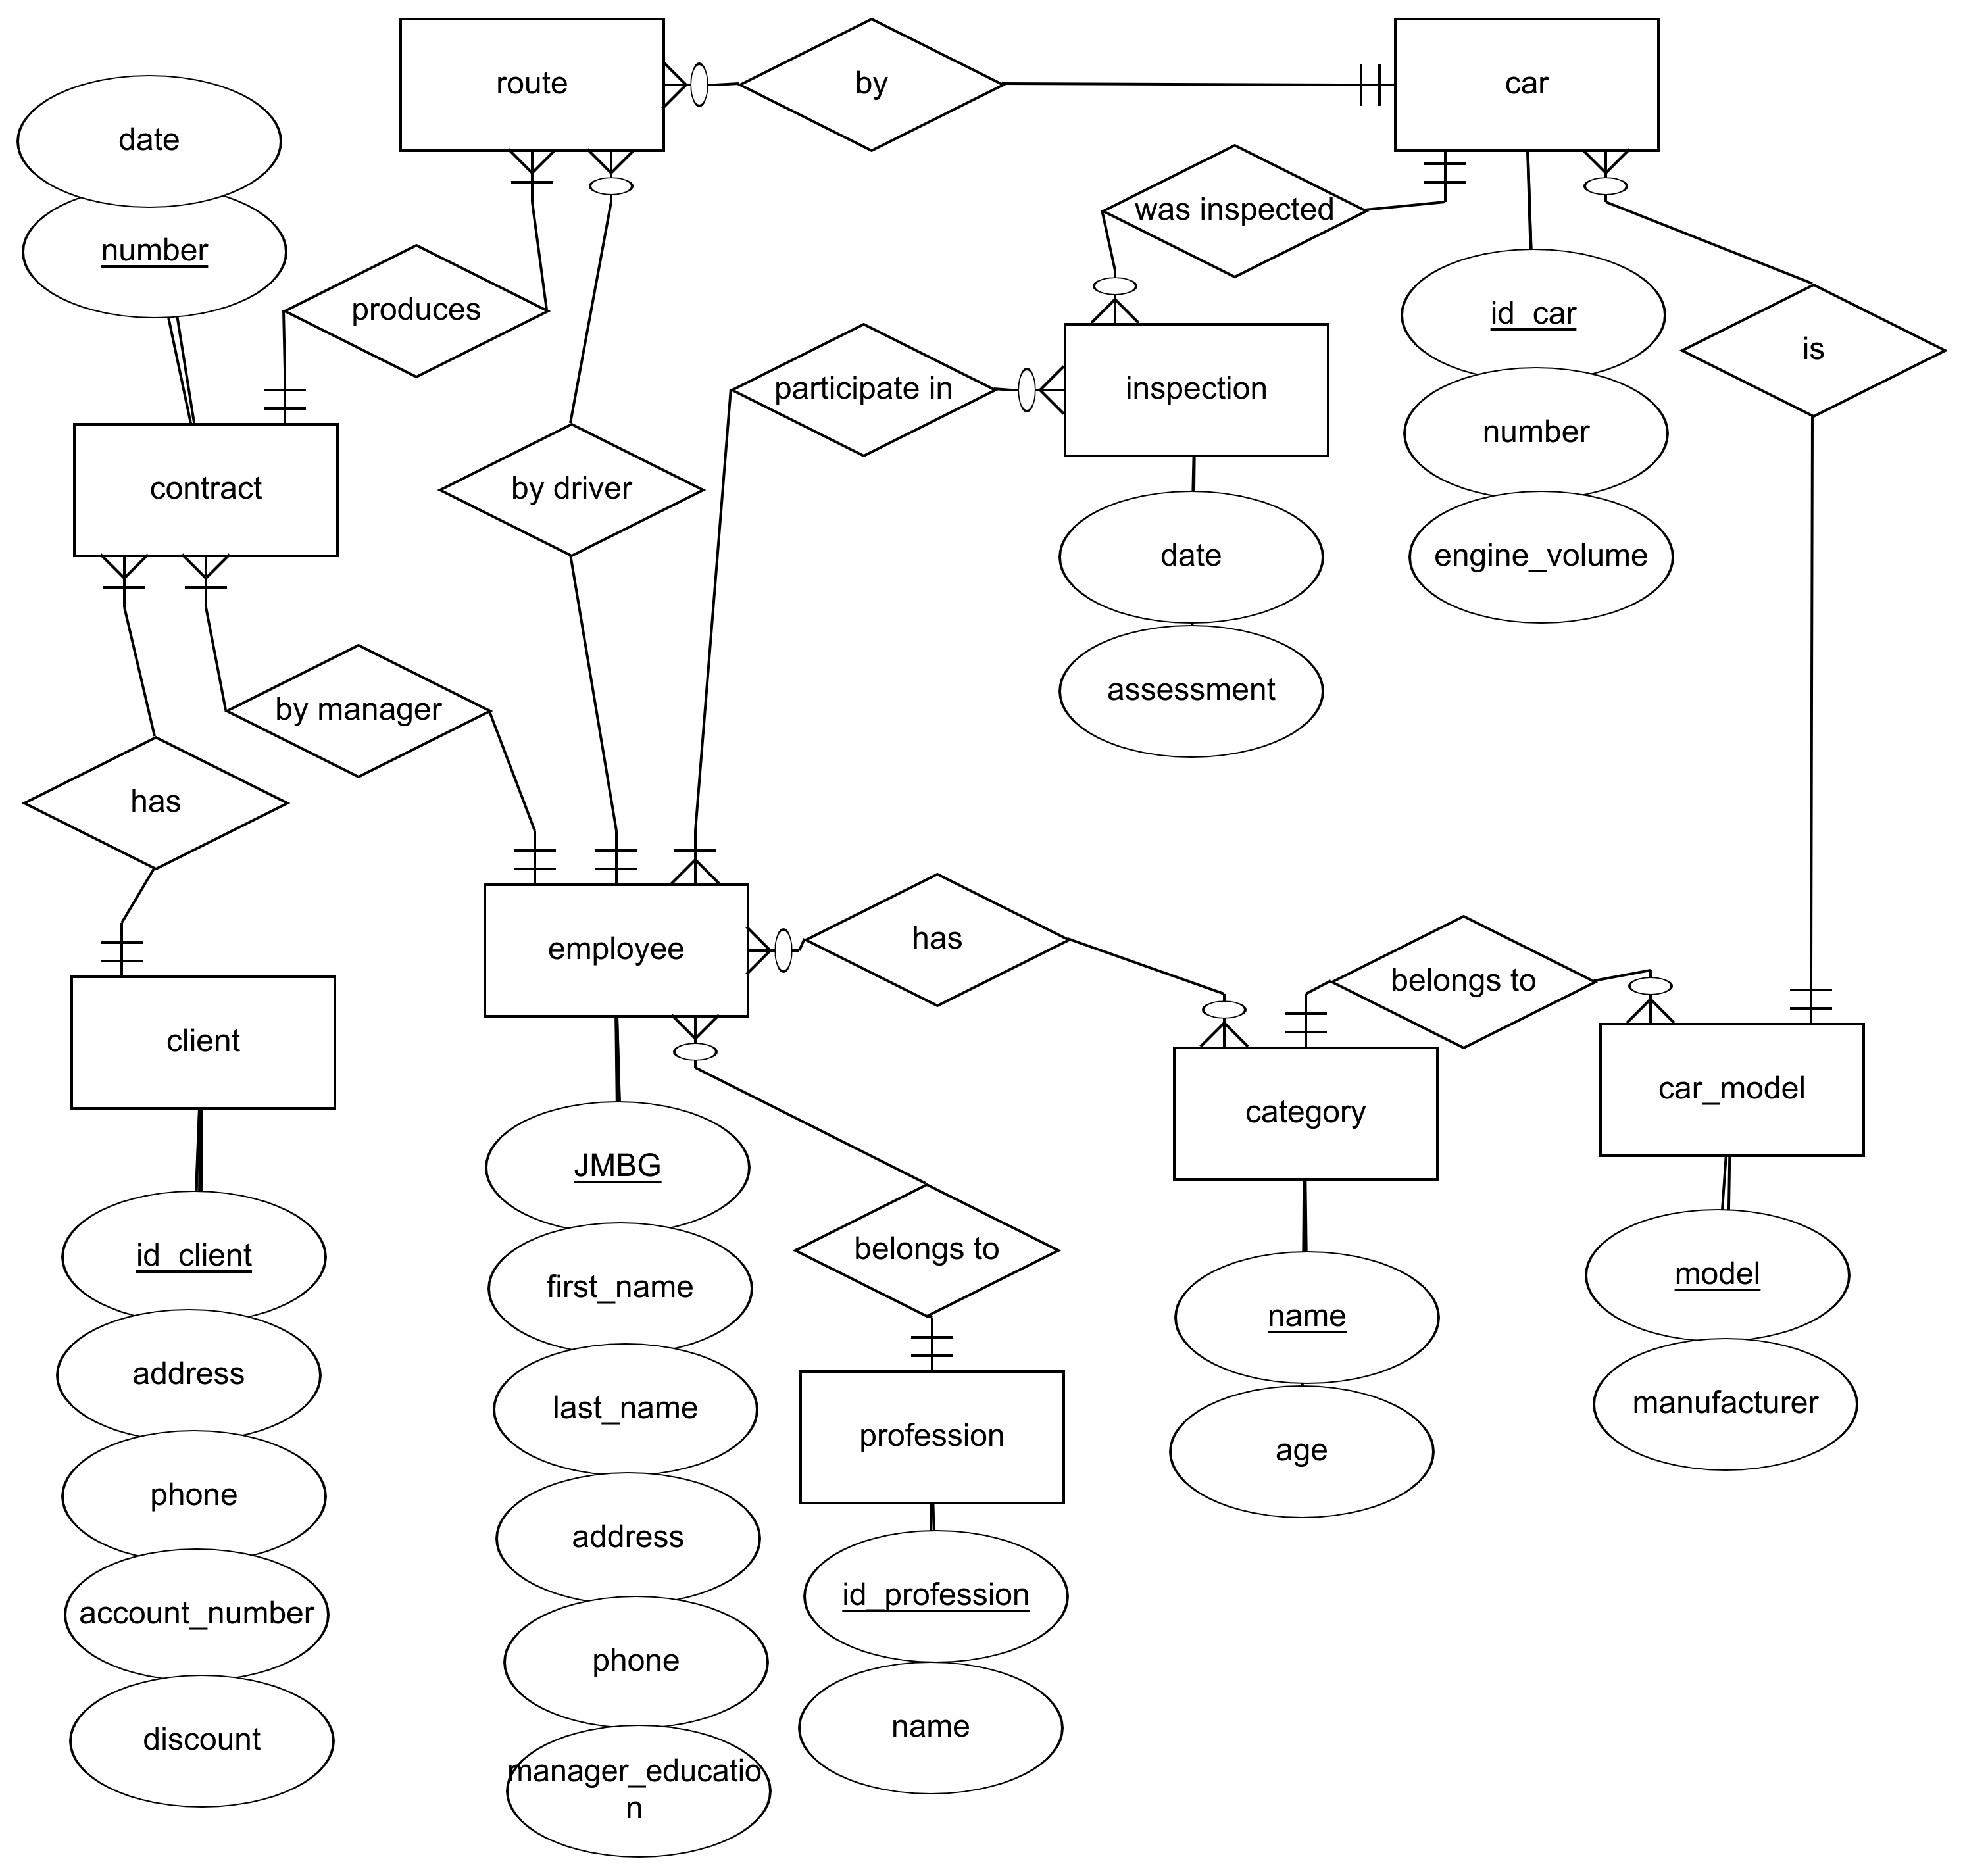 route
by
car
date
number
was inspected
produces
id_car
is
participate in
inspection
number
contract
by driver
date
engine_volume
assessment
by manager
has
employee
has
belongs to
client
category
car_model
JMBG
id_client
first_name
belongs to
name
model
address
last_name
profession
age
manufacturer
phone
address
id_profession
account_number
phone
name
discount
manager_educatio
n